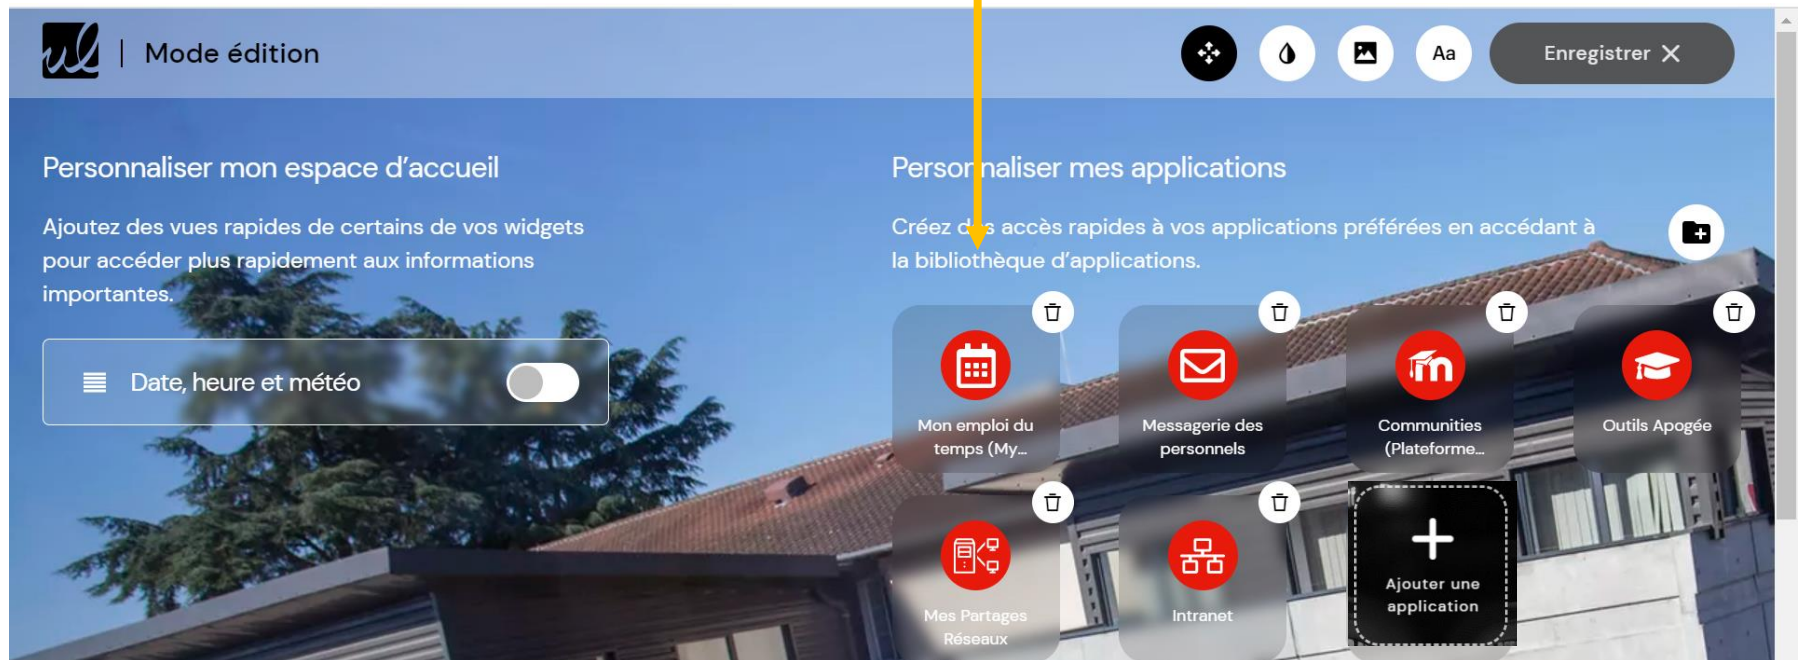 ul | Mode édition
Aa
Enregistrer
Personnaliser mon espace d'accueil
Ajoutez des vues rapides de certains de vos widgets
pour accéder plus rapidement aux informations
importantes.
Date, heure et météo
Personnaliser mes applications
Créez des accès rapides à vos applications préférées en accédant à
la bibliothèque d'applications.
Mon emploi du
temps (My...
Messagerie des
personnels
Communities
(Plateforme...
Outils Apogée
Mes Partages
Réseaux
Intranet
Ajouter une
application